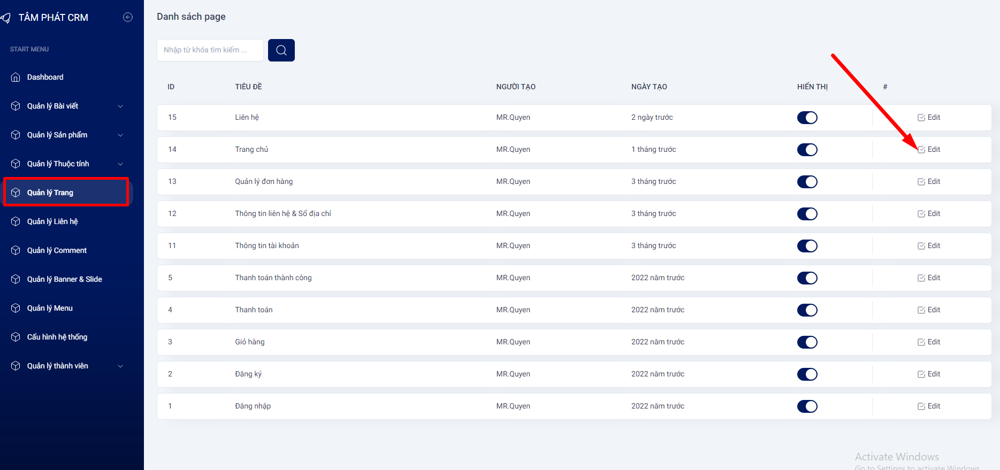 TÂM PHÁT CRM
START MENU
Dashboard
Quản lý Bài viết
Quản lý Sản phẩm
Quản lý Thuộc tính
Quản lý Trang
Quản lý Liên hệ
Quản lý Comment
Quản lý Banner & Slide
Quản lý Menu
Cấu hình hệ thống
Quản lý thành viên
Danh sách page
Nhập từ khóa tìm kiếm ...
ID TIÊU ĐỀ NGƯỜI TẠO NGÀY TẠO HIỂN THỊ #
15 Liên hệ MR.Quyen 2 ngày trước Edit
14 Trang chủ MR.Quyen 1 tháng trước Edit
13 Quản lý đơn hàng MR.Quyen 3 tháng trước Edit
12 Thông tin liên hệ & Sổ địa chỉ MR.Quyen 3 tháng trước Edit
11 Thông tin tài khoản MR.Quyen 3 tháng trước Edit
5 Thanh toán thành công MR.Quyen 2022 năm trước Edit
4 Thanh toán MR.Quyen 2022 năm trước Edit
3 Giỏ hàng MR.Quyen 2022 năm trước Edit
2 Đăng ký MR.Quyen 2022 năm trước Edit
1 Đăng nhập MR.Quyen 2022 năm trước Edit
Activate Windows
Go to Settings to activate Windows.